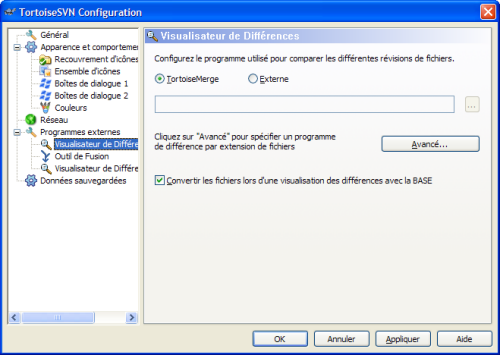 TortoiseSVN Configuration
Général
Apparence et comporteme
Recouvrement d'icônes
Ensemble d'icônes
Boîtes de dialogue 1
Boîtes de dialogue 2
Couleurs
Réseau
Programmes externes
Visualisateur de Différe
Outil de Fusion
Visualisateur de Différe
Données sauvegardées
Visualisateur de Différences
Configurez le programme utilisé pour comparer les différentes révisions de fichiers.
TortoiseMerge
Externe
...
Cliquez sur "Avancé" pour spécifier un programme
de différence par extension de fichiers
Avancé...
Convertir les fichiers lors d'une visualisation des différences avec la BASE
OK
Annuler
Appliquer
Aide